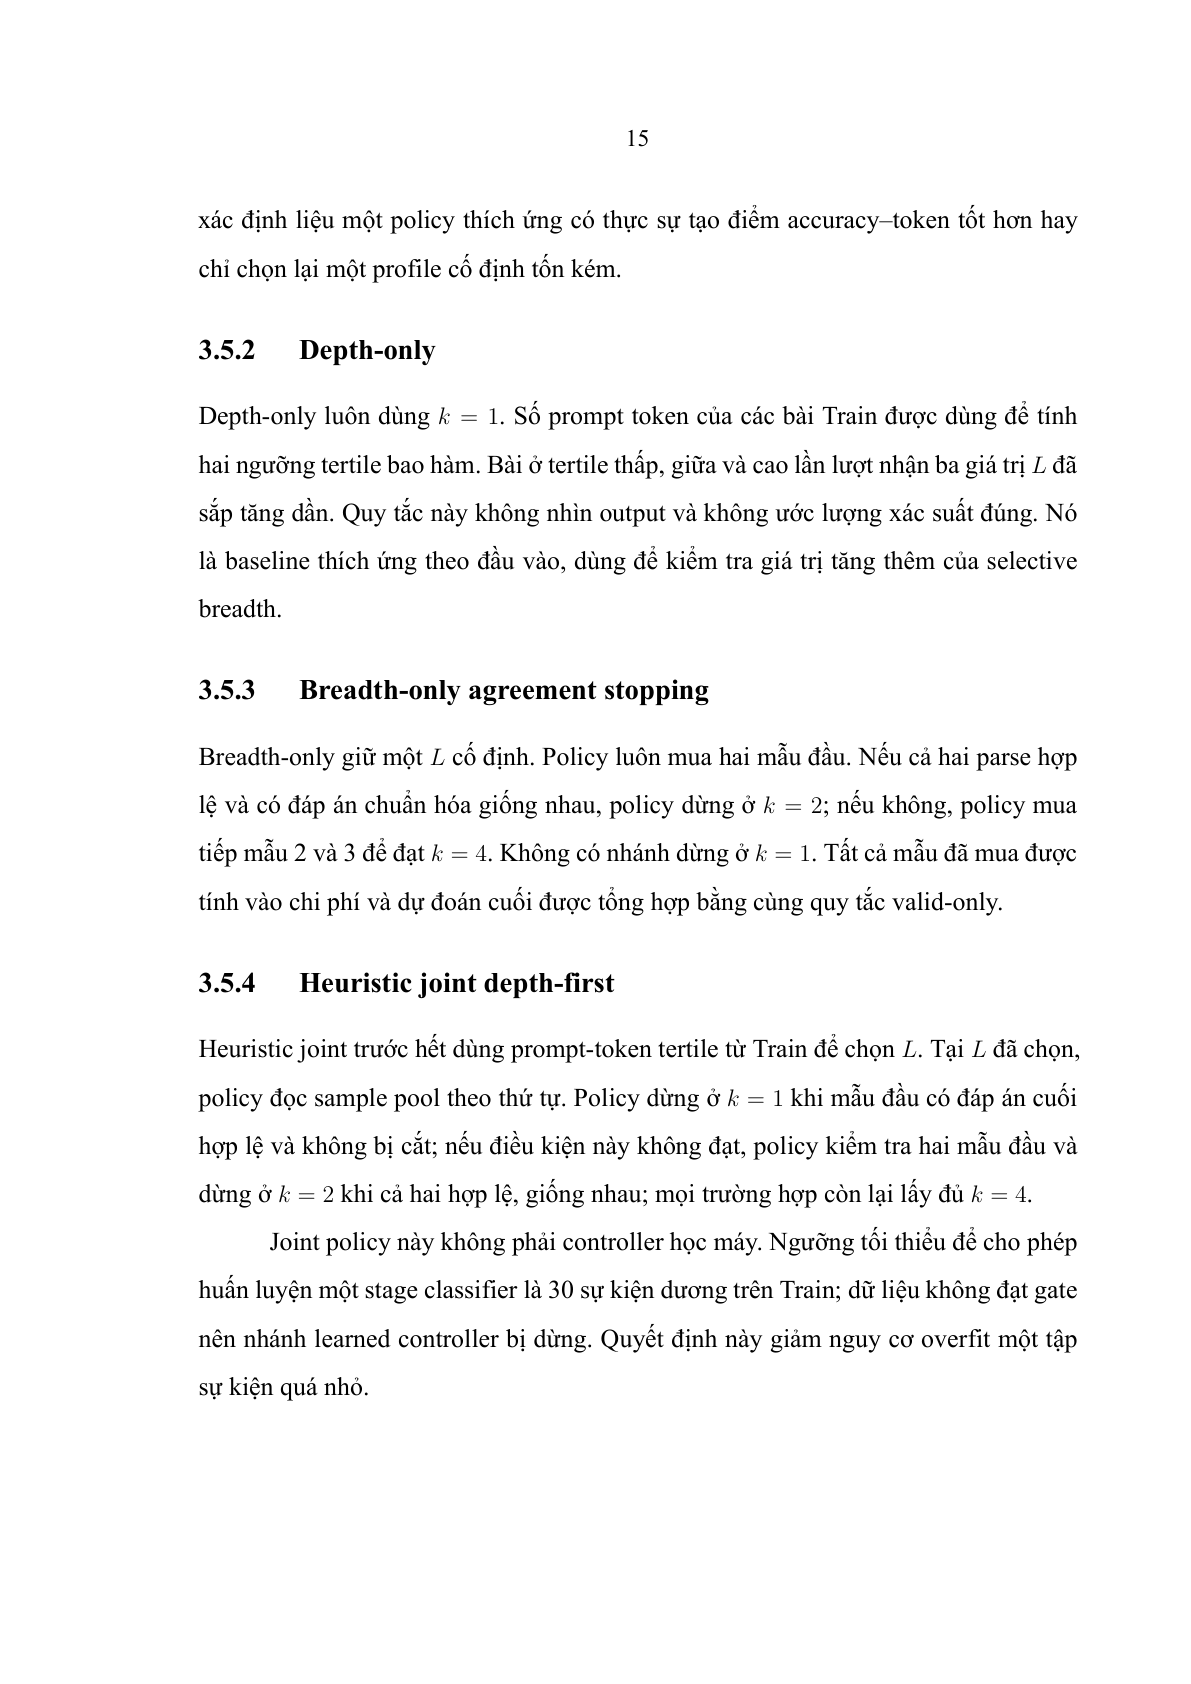 15
xác định liệu một policy thích ứng có thực sự tạo điểm accuracy–token tốt hơn hay
chỉ chọn lại một profile cố định tốn kém.
3.5.2 Depth-only
Depth-only luôn dùng k = 1. Số prompt token của các bài Train được dùng để tính
hai ngưỡng tertile bao hàm. Bài ở tertile thấp, giữa và cao lần lượt nhận ba giá trị L đã
sắp tăng dần. Quy tắc này không nhìn output và không ước lượng xác suất đúng. Nó
là baseline thích ứng theo đầu vào, dùng để kiểm tra giá trị tăng thêm của selective
breadth.
3.5.3 Breadth-only agreement stopping
Breadth-only giữ một L cố định. Policy luôn mua hai mẫu đầu. Nếu cả hai parse hợp
lệ và có đáp án chuẩn hóa giống nhau, policy dừng ở k = 2; nếu không, policy mua
tiếp mẫu 2 và 3 để đạt k = 4. Không có nhánh dừng ở k = 1. Tất cả mẫu đã mua được
tính vào chi phí và dự đoán cuối được tổng hợp bằng cùng quy tắc valid-only.
3.5.4 Heuristic joint depth-first
Heuristic joint trước hết dùng prompt-token tertile từ Train để chọn L. Tại L đã chọn,
policy đọc sample pool theo thứ tự. Policy dừng ở k = 1 khi mẫu đầu có đáp án cuối
hợp lệ và không bị cắt; nếu điều kiện này không đạt, policy kiểm tra hai mẫu đầu và
dừng ở k = 2 khi cả hai hợp lệ, giống nhau; mọi trường hợp còn lại lấy đủ k = 4.
Joint policy này không phải controller học máy. Ngưỡng tối thiểu để cho phép
huấn luyện một stage classifier là 30 sự kiện dương trên Train; dữ liệu không đạt gate
nên nhánh learned controller bị dừng. Quyết định này giảm nguy cơ overfit một tập
sự kiện quá nhỏ.